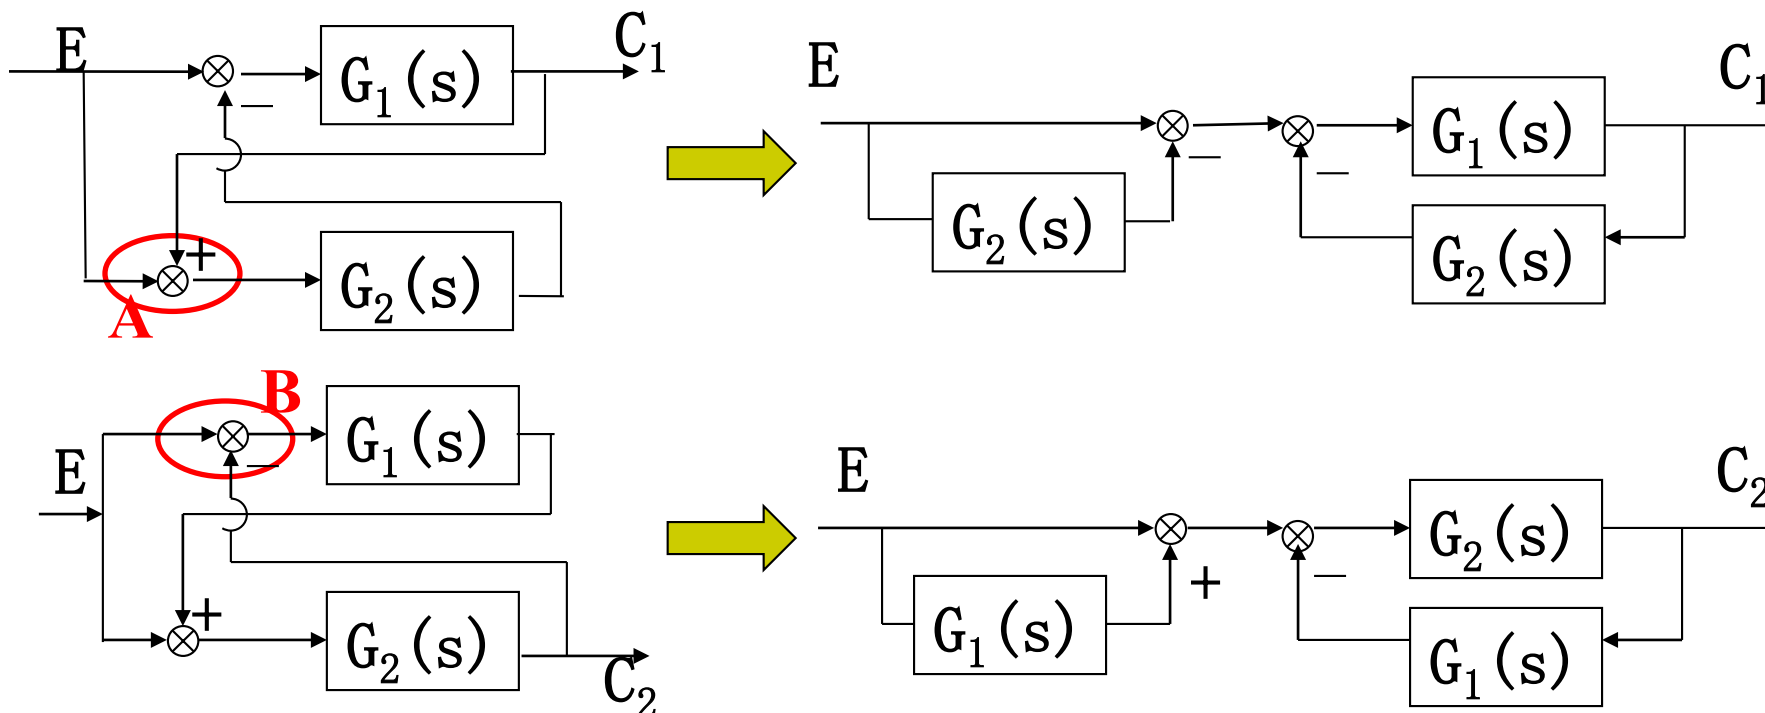 E
G₁(s)
C₁
—
+
A
G₂(s)
E
G₁(s)
C₁
—
—
G₂(s)
G₂(s)
B
E
G₁(s)
—
+
G₂(s)
C₂
E
G₂(s)
C₂
+
—
G₁(s)
G₁(s)